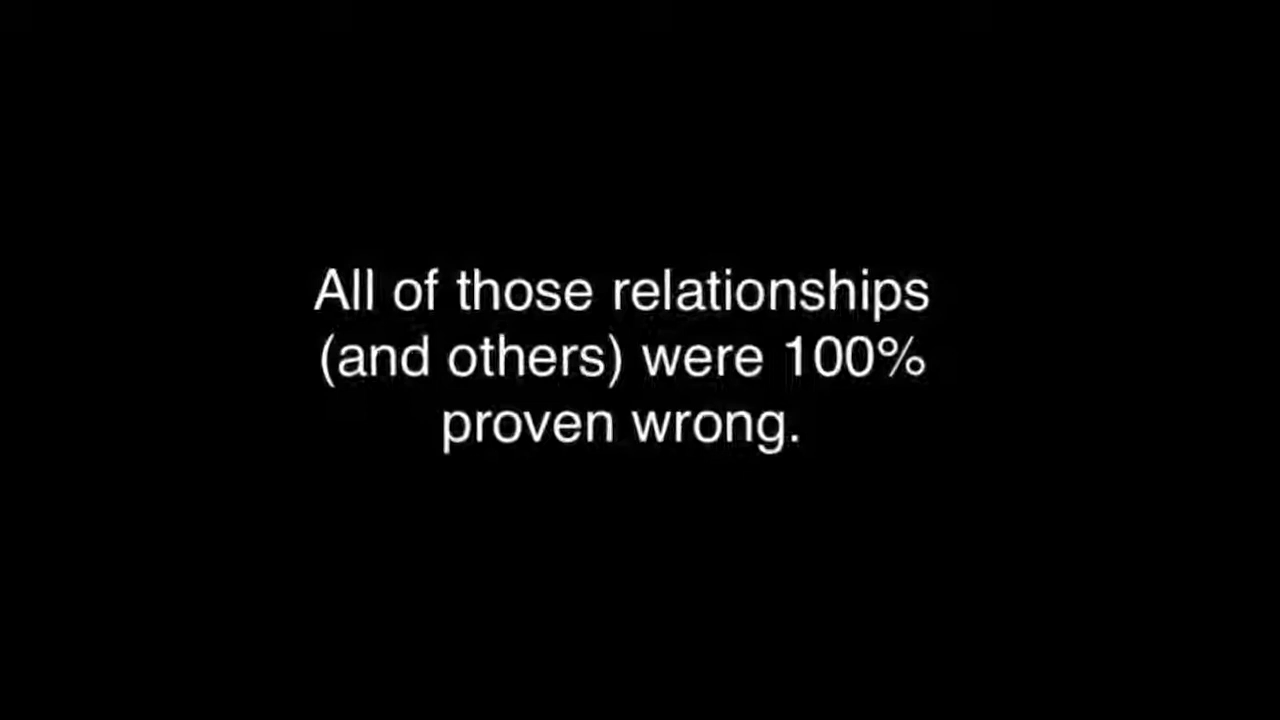 All of those relationships
(and others) were 100%
proven wrong.